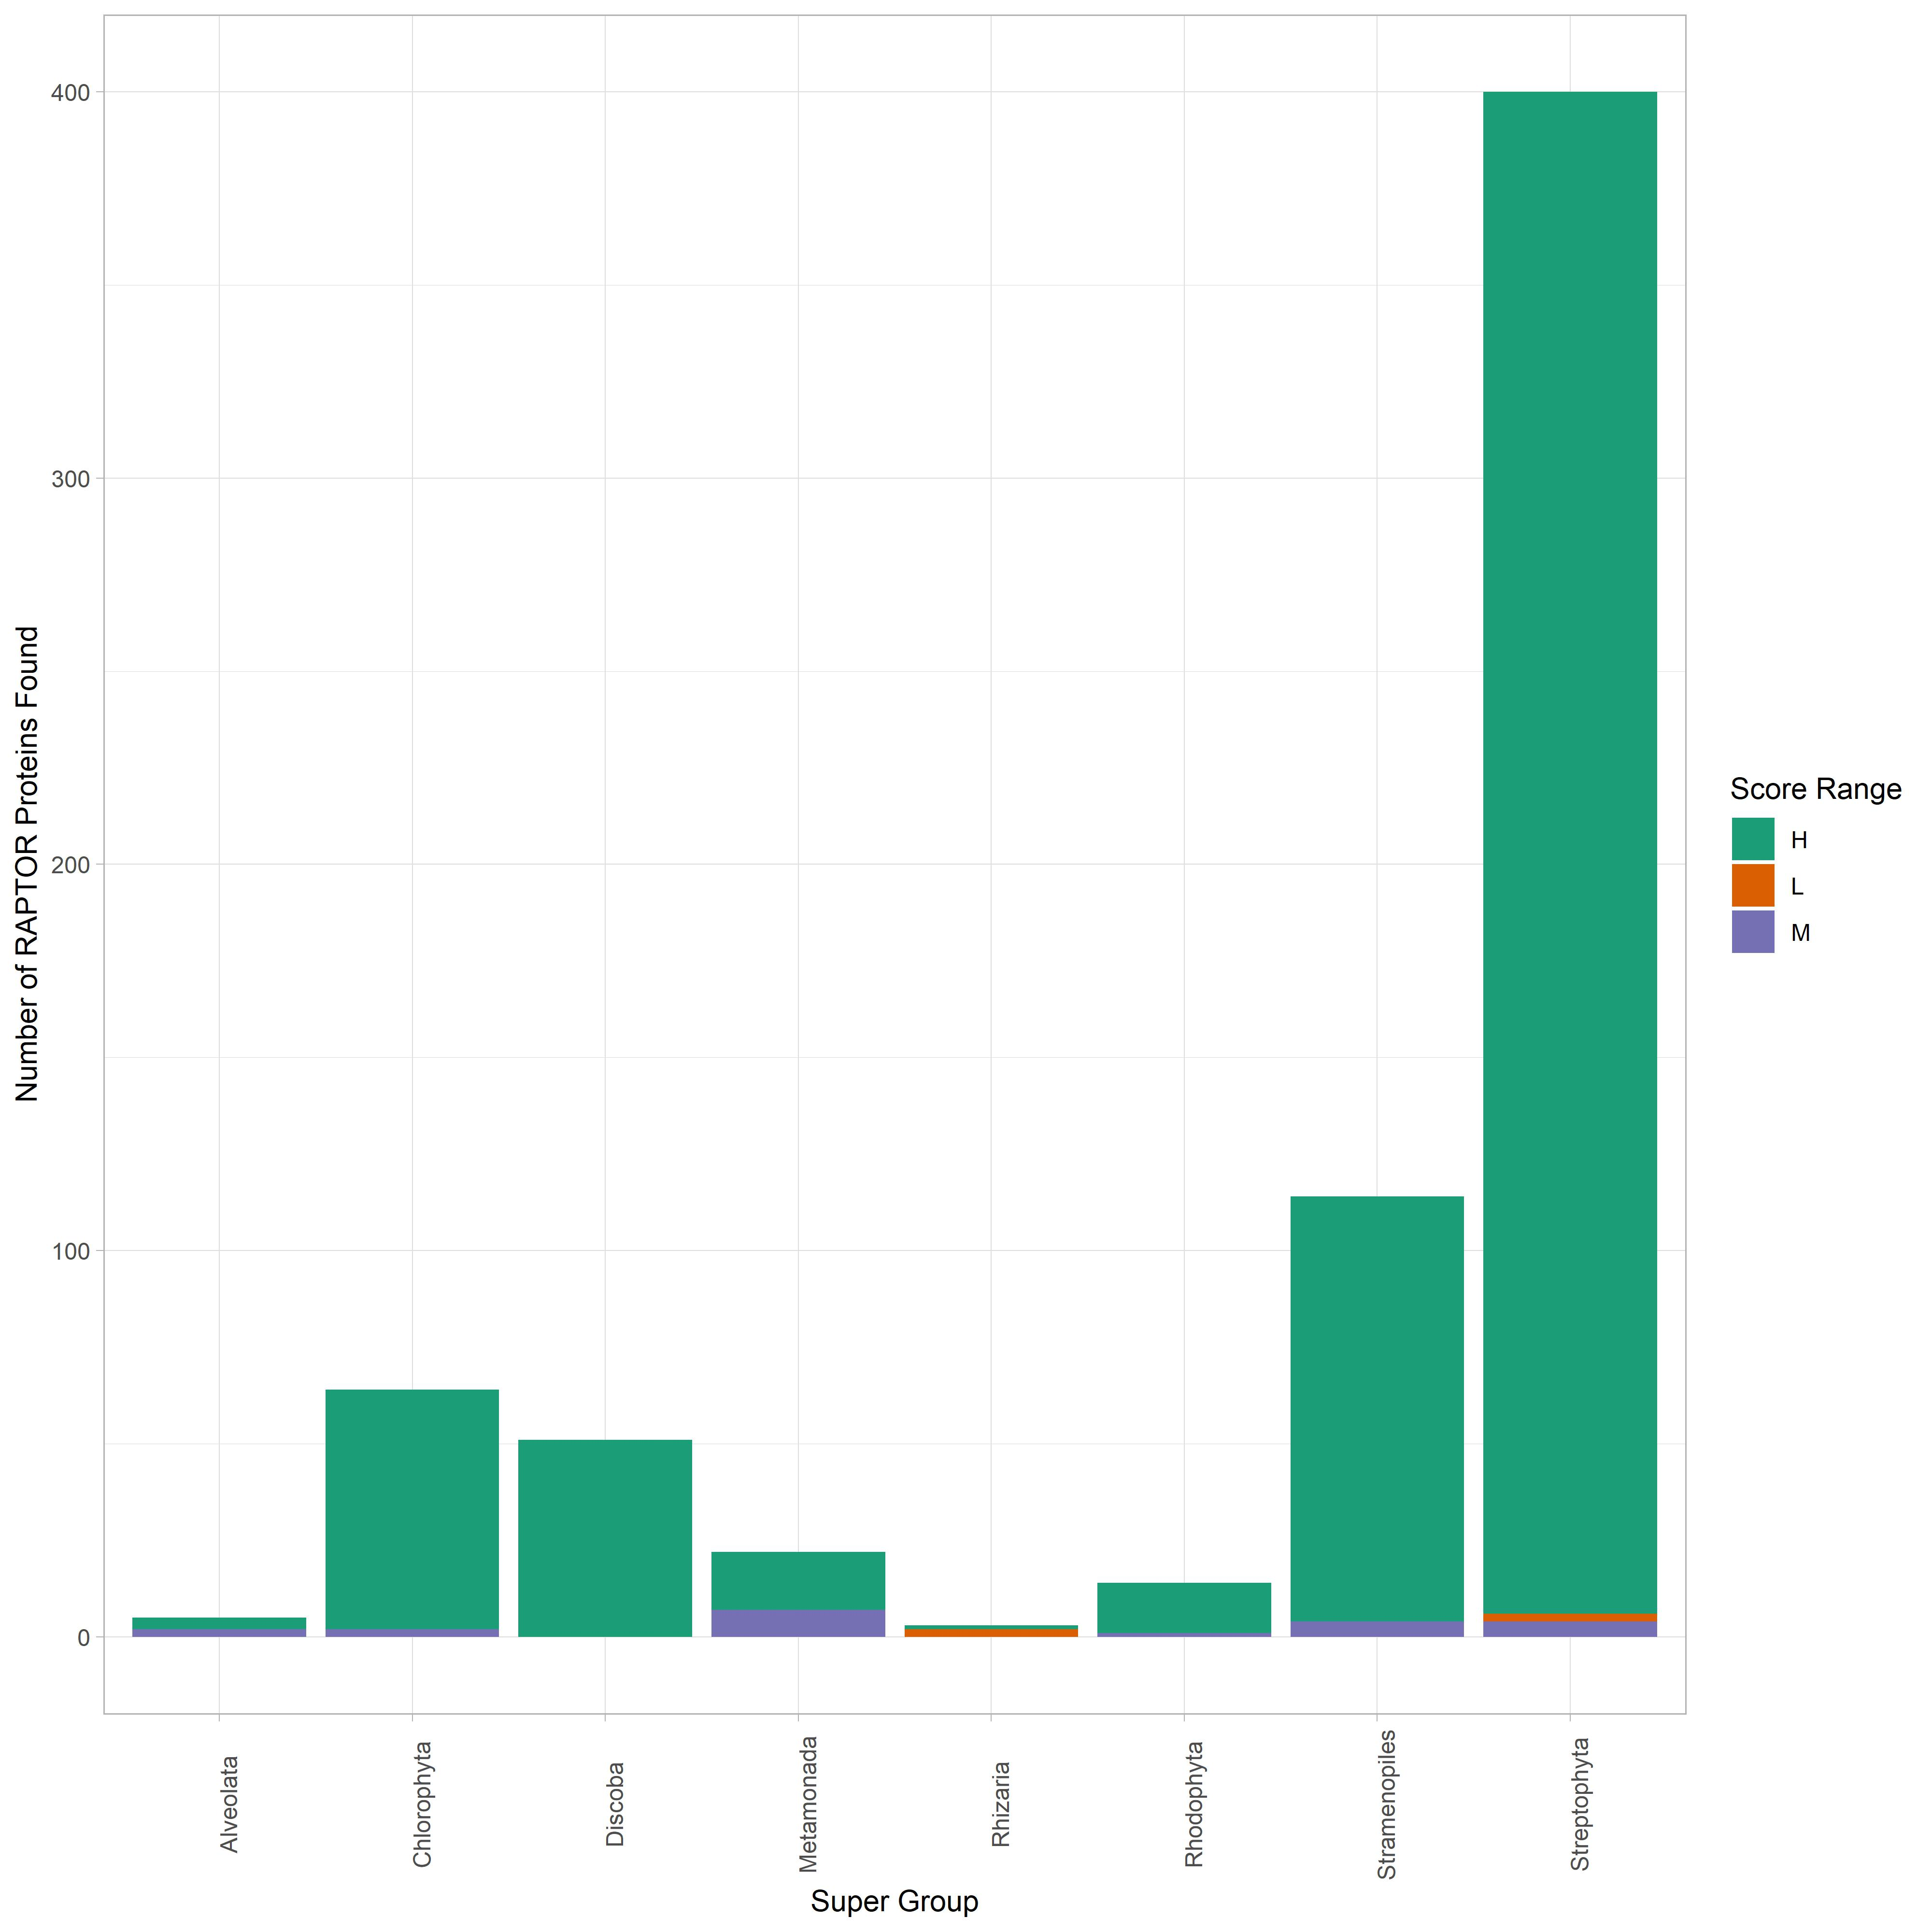 Number of RAPTOR Proteins Found
400
300
200
100
0
Alveolata
Chlorophyta
Discoba
Metamonada
Rhizaria
Rhodophyta
Stramenopiles
Streptophyta
Super Group
Score Range
H
L
M